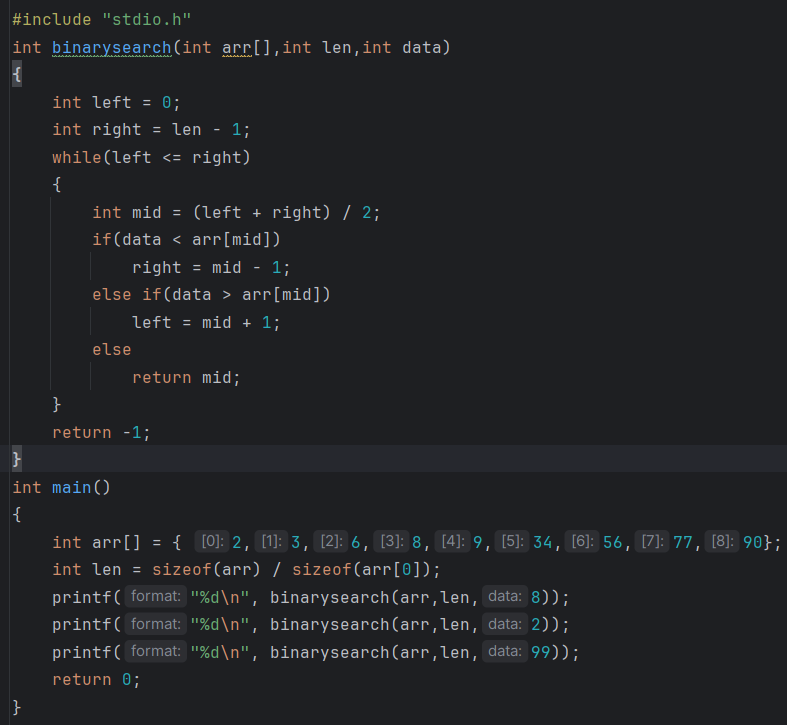 #include "stdio.h"
int binarysearch(int arr[],int len,int data)
{
    int left = 0;
    int right = len - 1;
    while(left <= right)
    {
        int mid = (left + right) / 2;
        if(data < arr[mid])
            right = mid - 1;
        else if(data > arr[mid])
            left = mid + 1;
        else
            return mid;
    }
    return -1;
}
int main()
{
    int arr[] = { [0]: 2, [1]: 3, [2]: 6, [3]: 8, [4]: 9, [5]: 34, [6]: 56, [7]: 77, [8]: 90};
    int len = sizeof(arr) / sizeof(arr[0]);
    printf( format: "%d\n", binarysearch(arr,len, data: 8));
    printf( format: "%d\n", binarysearch(arr,len, data: 2));
    printf( format: "%d\n", binarysearch(arr,len, data: 99));
    return 0;
}